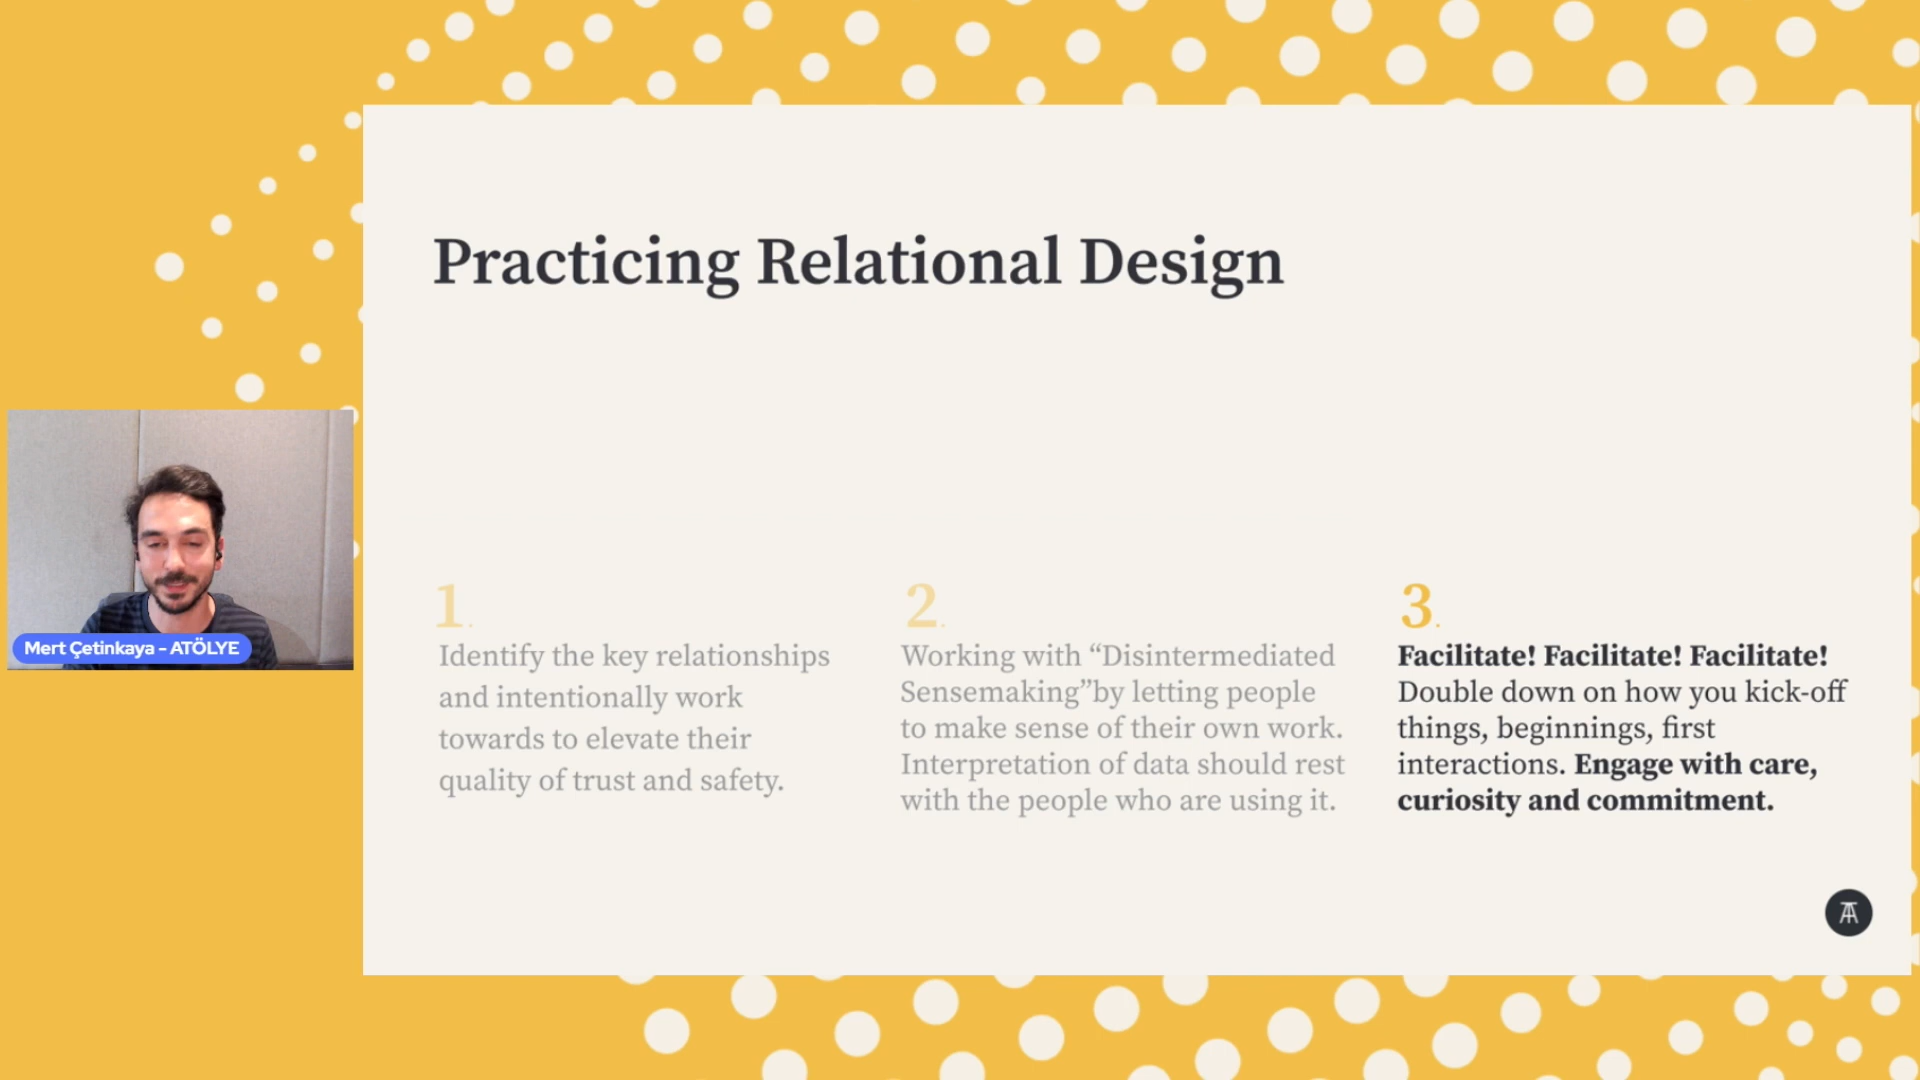 Practicing Relational Design
1.
Identify the key relationships
and intentionally work
towards to elevate their
quality of trust and safety.
2.
Working with “Disintermediated
Sensemaking”by letting people
to make sense of their own work.
Interpretation of data should rest
with the people who are using it.
3.
Facilitate! Facilitate! Facilitate!
Double down on how you kick-off
things, beginnings, first
interactions. Engage with care,
curiosity and commitment.
Mert Çetinkaya – ATÖLYE